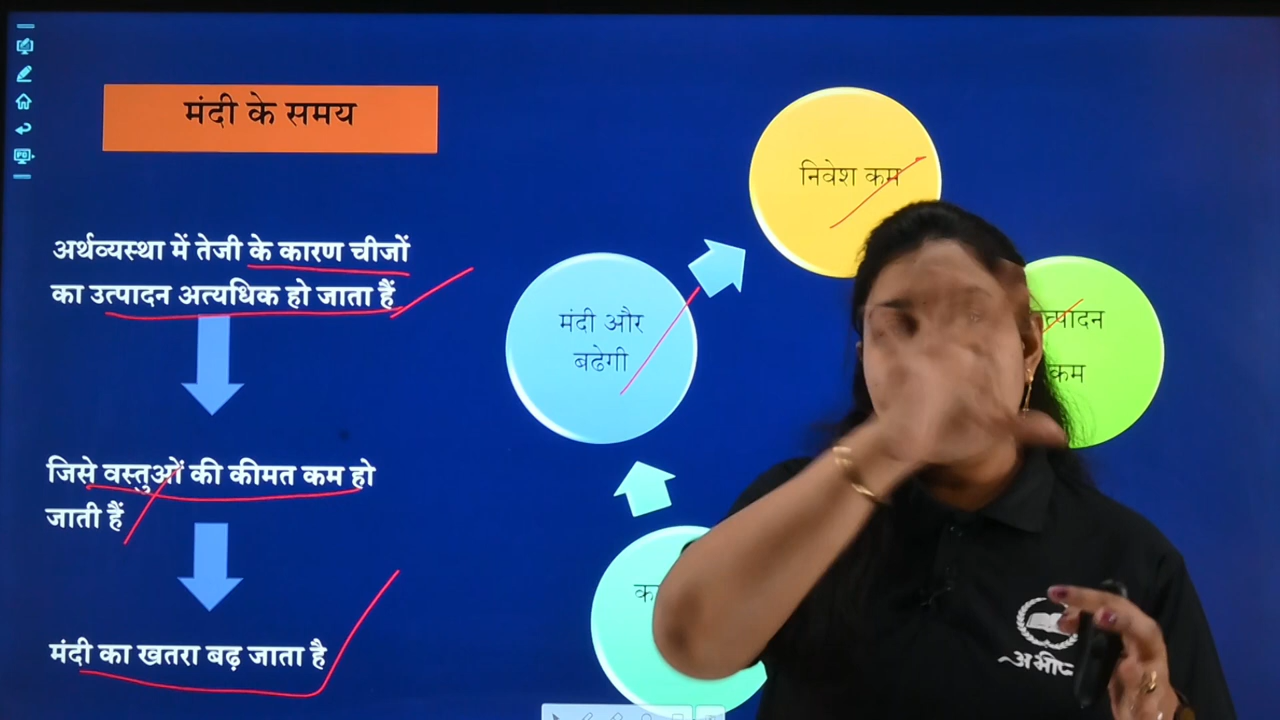 मंदी के समय
अर्थव्यस्था में तेजी के कारण चीजों
का उत्पादन अत्यधिक हो जाता हैं
जिसे वस्तुओं की कीमत कम हो
जाती हैं
मंदी का खतरा बढ़ जाता है
निवेश कम
मंदी और
बढेगी
कम